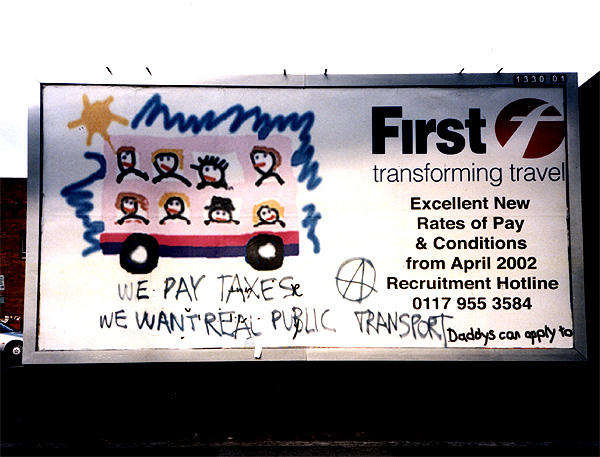 1330 01
First
transforming travel
Excellent New
Rates of Pay
& Conditions
from April 2002
Recruitment Hotline
0117 955 3584
WE PAY TAXES
WE WANT REAL PUBLIC TRANSPORT
Daddys can apply to